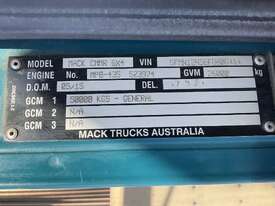 MODEL MACK CMMR 6X4 VIN
ENGINE No. MP8-435 523974 GVM kg
D.O.M. 05/15 DEL.
GCM 1 50000 KGS - GENERAL
GCM 2 N/A
GCM 3 N/A
MACK TRUCKS AUSTRALIA